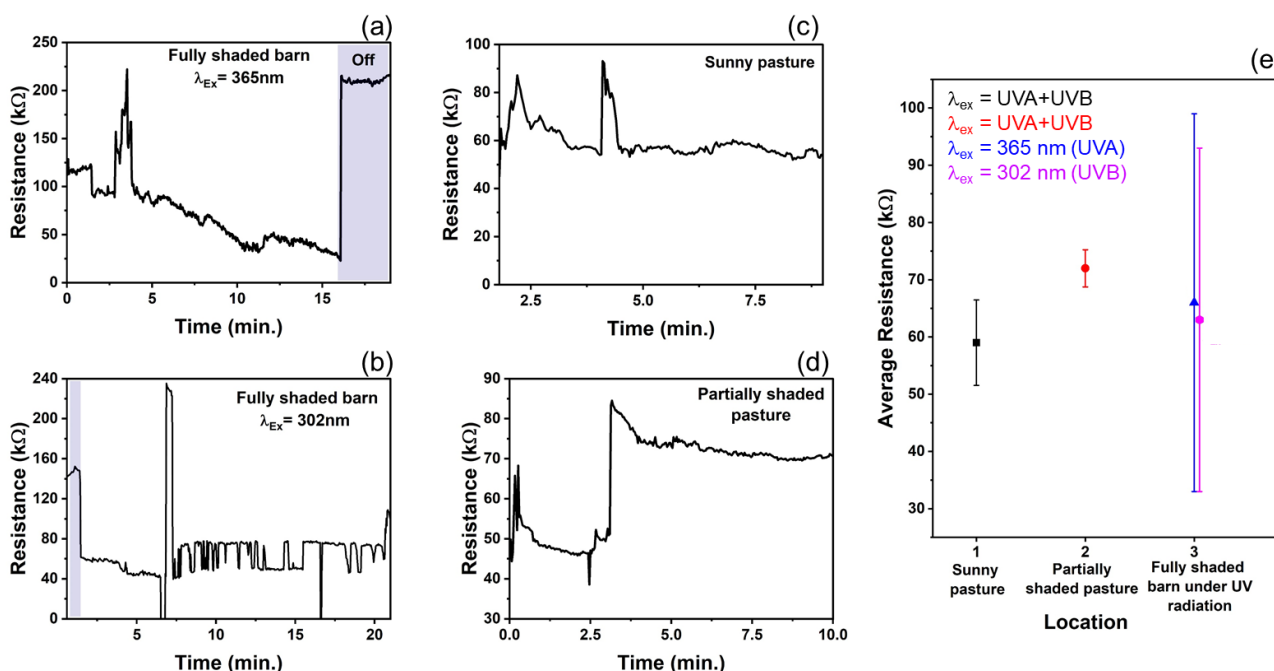 (a)
Fully shaded barn
λEx= 365nm
Off
Resistance (kΩ)
250
200
150
100
50
0
0
5
10
15
Time (min.)
(c)
Sunny pasture
Resistance (kΩ)
100
80
60
40
20
0
2.5
5.0
7.5
Time (min.)
(b)
Fully shaded barn
λEx= 302nm
Resistance (kΩ)
240
200
160
120
80
40
0
5
10
15
20
Time (min.)
(d)
Partially shaded
pasture
Resistance (kΩ)
90
80
70
60
50
40
30
0.0
2.5
5.0
7.5
10.0
Time (min.)
(e)
λex = UVA+UVB
λex = UVA+UVB
λex = 365 nm (UVA)
λex = 302 nm (UVB)
Average Resistance (kΩ)
100
90
80
70
60
50
40
30
1
Sunny
pasture
2
Partially
shaded pasture
3
Fully shaded
barn under UV
radiation
Location